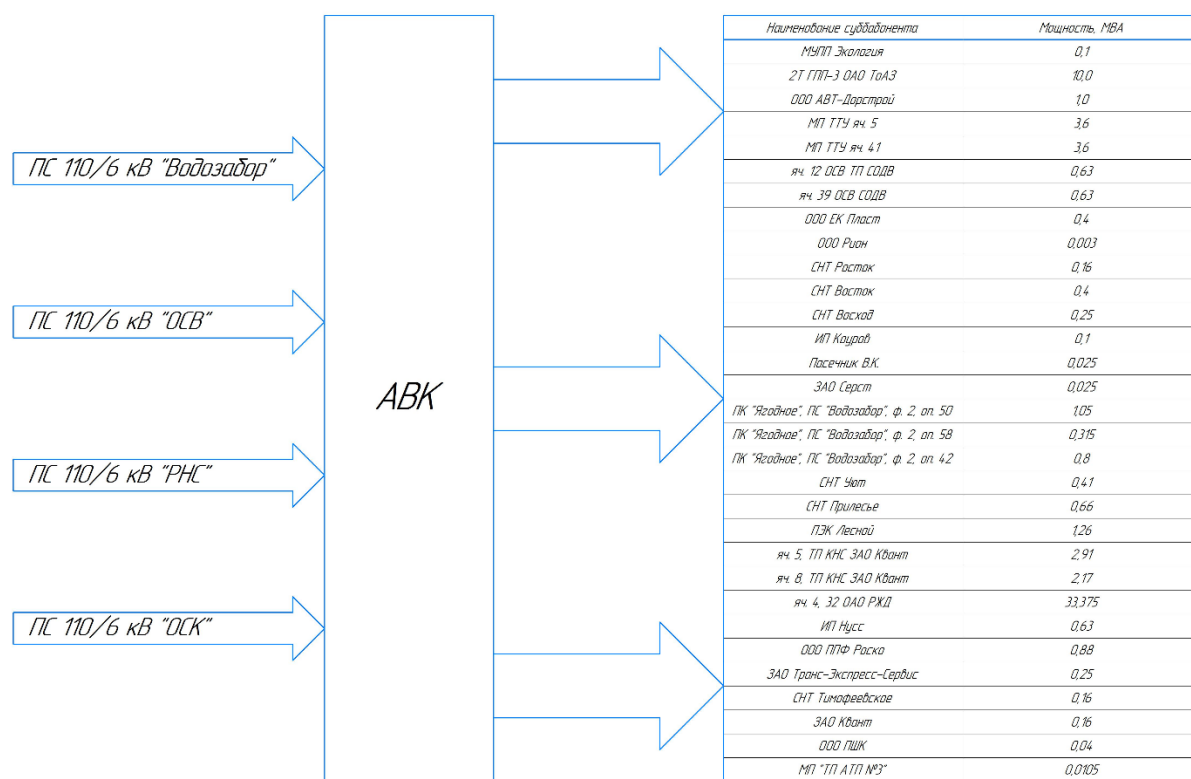 ПС 110/6 кВ "Водозабор"
ПС 110/6 кВ "ОСВ"
ПС 110/6 кВ "РНС"
ПС 110/6 кВ "ОСК"
АВК
Наименование суббабонента Мощность, МВА
МУПП Экология 0,1
2Т ГПП-3 ОАО ТоАЗ 10,0
ООО АВТ-Дорстрой 1,0
МП ТТУ яч. 5 3,6
МП ТТУ яч. 41 3,6
яч. 12 ОСВ ТП СОДВ 0,63
яч. 39 ОСВ СОДВ 0,63
ООО ЕК Пласт 0,4
ООО Рион 0,003
СНТ Росток 0,16
СНТ Восток 0,4
СНТ Восход 0,25
ИП Кауров 0,1
Пасечник В.К. 0,025
ЗАО Серст 0,025
ПК "Ягодное", ПС "Водозабор", ф. 2, оп. 50 1,05
ПК "Ягодное", ПС "Водозабор", ф. 2, оп. 58 0,315
ПК "Ягодное", ПС "Водозабор", ф. 2, оп. 42 0,8
СНТ Уют 0,41
СНТ Прилесье 0,66
ПЭК Лесной 1,26
яч. 5, ТП КНС ЗАО Квант 2,91
яч. 8, ТП КНС ЗАО Квант 2,17
яч. 4, 32 ОАО РЖД 33,375
ИП Нусс 0,63
ООО ППФ Роско 0,88
ЗАО Транс-Экспресс-Сервис 0,25
СНТ Тимофеевское 0,16
ЗАО Квант 0,16
ООО ПШК 0,04
МП "ТП АТП №3" 0,0105